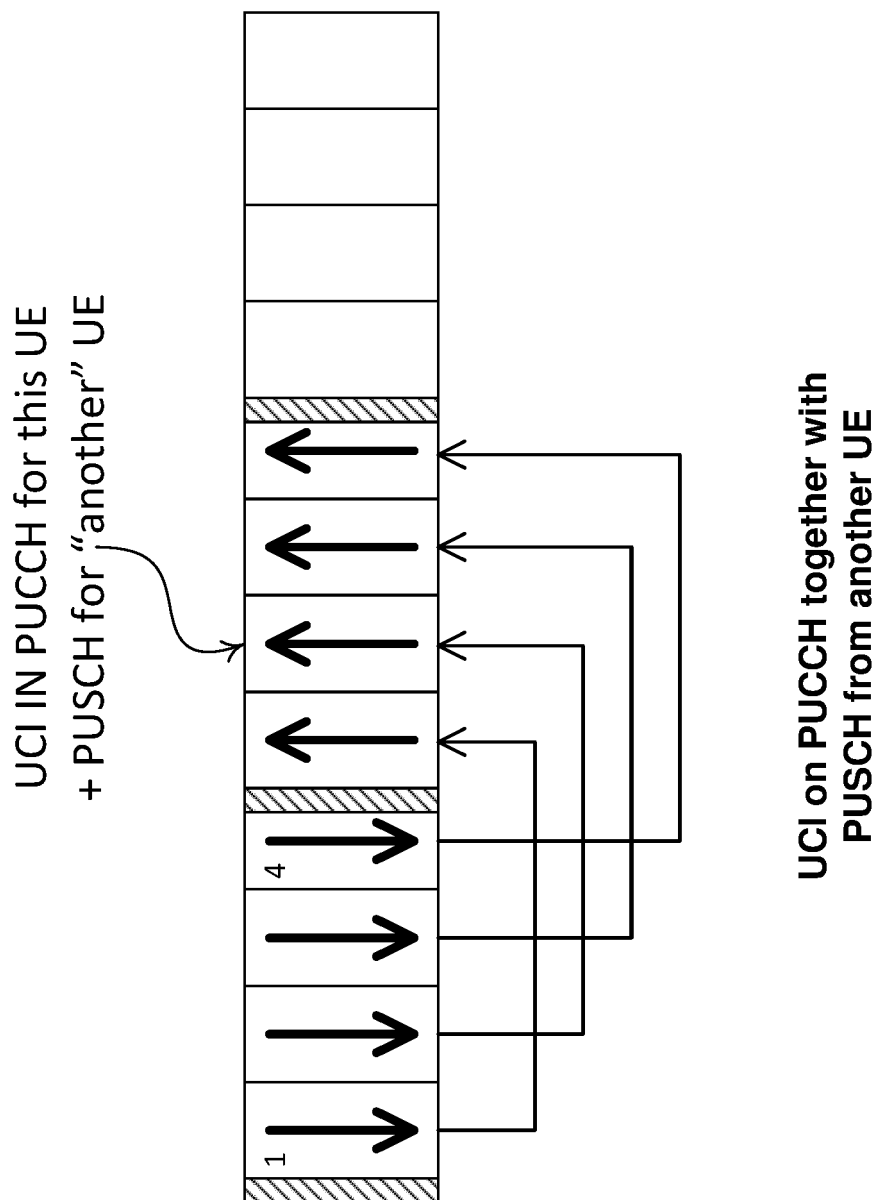 UCI IN PUCCH for this UE
+ PUSCH for “another” UE
1
4
UCI on PUCCH together with
PUSCH from another UE